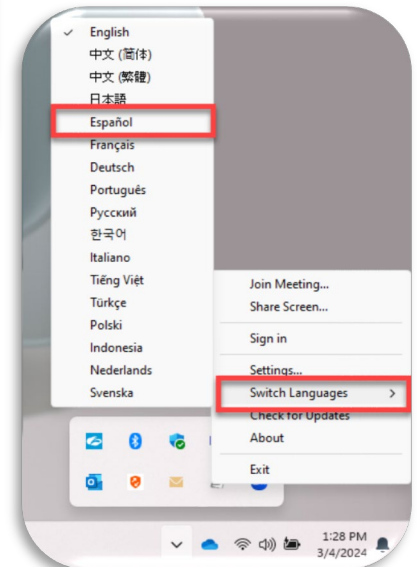 English
中文 (简体)
中文 (繁體)
日本語
Español
Français
Deutsch
Português
Русский
한국어
Italiano
Tiếng Việt
Türkçe
Polski
Indonesia
Nederlands
Svenska
Join Meeting...
Share Screen...
Sign in
Settings...
Switch Languages
Check for Updates
About
Exit
1:28 PM
3/4/2024